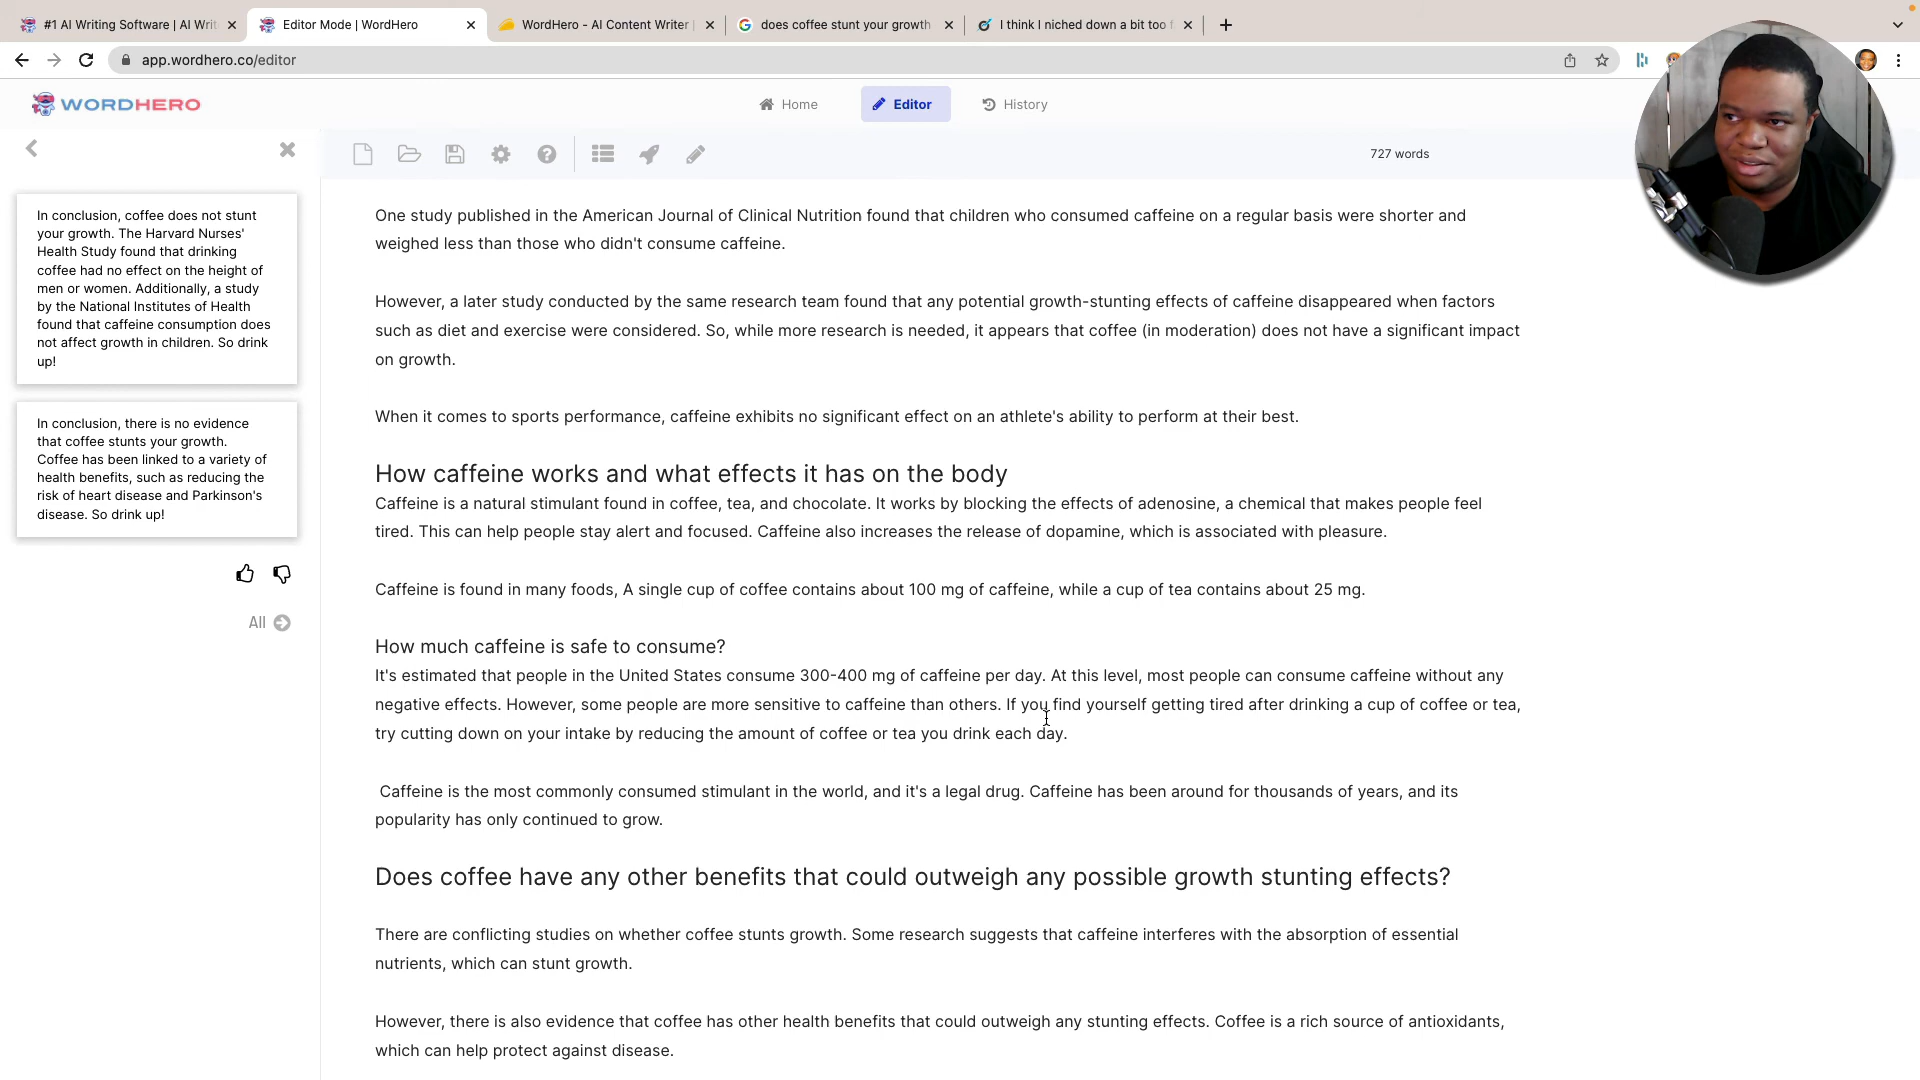 #1 AI Writing Software | AI Writ
Editor Mode | WordHero
WordHero - AI Content Writer |
does coffee stunt your growth
I think I niched down a bit too f
app.wordhero.co/editor
WORDHERO
Home
Editor
History
727 words
In conclusion, coffee does not stunt
your growth. The Harvard Nurses'
Health Study found that drinking
coffee had no effect on the height of
men or women. Additionally, a study
by the National Institutes of Health
found that caffeine consumption does
not affect growth in children. So drink
up!
In conclusion, there is no evidence
that coffee stunts your growth.
Coffee has been linked to a variety of
health benefits, such as reducing the
risk of heart disease and Parkinson's
disease. So drink up!
All
One study published in the American Journal of Clinical Nutrition found that children who consumed caffeine on a regular basis were shorter and
weighed less than those who didn't consume caffeine.
However, a later study conducted by the same research team found that any potential growth-stunting effects of caffeine disappeared when factors
such as diet and exercise were considered. So, while more research is needed, it appears that coffee (in moderation) does not have a significant impact
on growth.
When it comes to sports performance, caffeine exhibits no significant effect on an athlete's ability to perform at their best.
How caffeine works and what effects it has on the body
Caffeine is a natural stimulant found in coffee, tea, and chocolate. It works by blocking the effects of adenosine, a chemical that makes people feel
tired. This can help people stay alert and focused. Caffeine also increases the release of dopamine, which is associated with pleasure.
Caffeine is found in many foods, A single cup of coffee contains about 100 mg of caffeine, while a cup of tea contains about 25 mg.
How much caffeine is safe to consume?
It's estimated that people in the United States consume 300-400 mg of caffeine per day. At this level, most people can consume caffeine without any
negative effects. However, some people are more sensitive to caffeine than others. If you find yourself getting tired after drinking a cup of coffee or tea,
try cutting down on your intake by reducing the amount of coffee or tea you drink each day.
Caffeine is the most commonly consumed stimulant in the world, and it's a legal drug. Caffeine has been around for thousands of years, and its
popularity has only continued to grow.
Does coffee have any other benefits that could outweigh any possible growth stunting effects?
There are conflicting studies on whether coffee stunts growth. Some research suggests that caffeine interferes with the absorption of essential
nutrients, which can stunt growth.
However, there is also evidence that coffee has other health benefits that could outweigh any stunting effects. Coffee is a rich source of antioxidants,
which can help protect against disease.